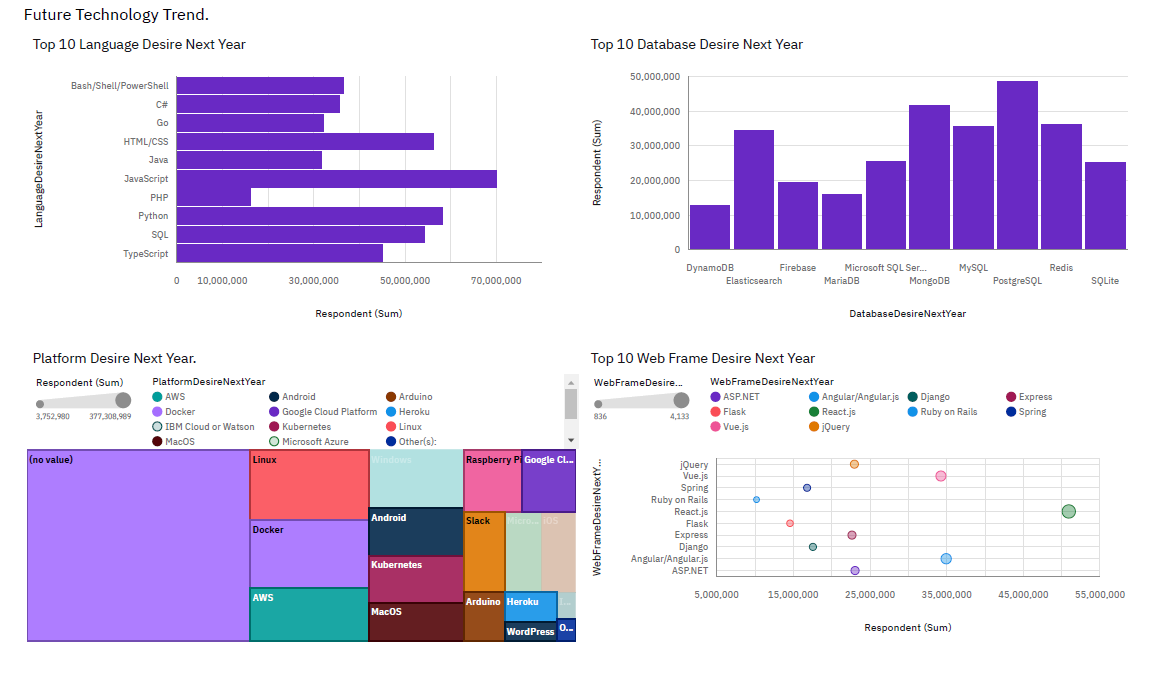 Future Technology Trend.
Top 10 Language Desire Next Year
LanguageDesireNextYear
Bash/Shell/PowerShell
C#
Go
HTML/CSS
Java
JavaScript
PHP
Python
SQL
TypeScript
0 10,000,000 30,000,000 50,000,000 70,000,000
Respondent (Sum)
Top 10 Database Desire Next Year
Respondent (Sum)
50,000,000
40,000,000
30,000,000
20,000,000
10,000,000
0
DynamoDB Firebase Microsoft SQL Ser... MySQL Redis
Elasticsearch MariaDB MongoDB PostgreSQL SQLite
DatabaseDesireNextYear
Platform Desire Next Year.
Respondent (Sum)
3,752,980 377,308,989
PlatformDesireNextYear
AWS Android Arduino
Docker Google Cloud Platform Heroku
IBM Cloud or Watson Kubernetes Linux
MacOS Microsoft Azure Other(s):
(no value)
Linux
Docker
AWS
Windows
Android
Kubernetes
MacOS
Raspberry Pi
Google Cl...
Slack
Micro...
iOS
Arduino
Heroku
I...
WordPress
O...
Top 10 Web Frame Desire Next Year
WebFrameDesire...
836 4,133
WebFrameDesireNextYear
ASP.NET Angular/Angular.js Django Express
Flask React.js Ruby on Rails Spring
Vue.js jQuery
WebFrameDesireNextY...
jQuery
Vue.js
Spring
Ruby on Rails
React.js
Flask
Express
Django
Angular/Angular.js
ASP.NET
5,000,000 15,000,000 25,000,000 35,000,000 45,000,000 55,000,000
Respondent (Sum)